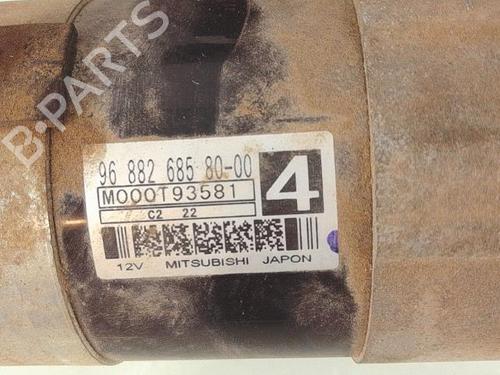 B-PARTS
96 882 685 80-00
M000T93581
4
C2 22
12V MITSUBISHI JAPON